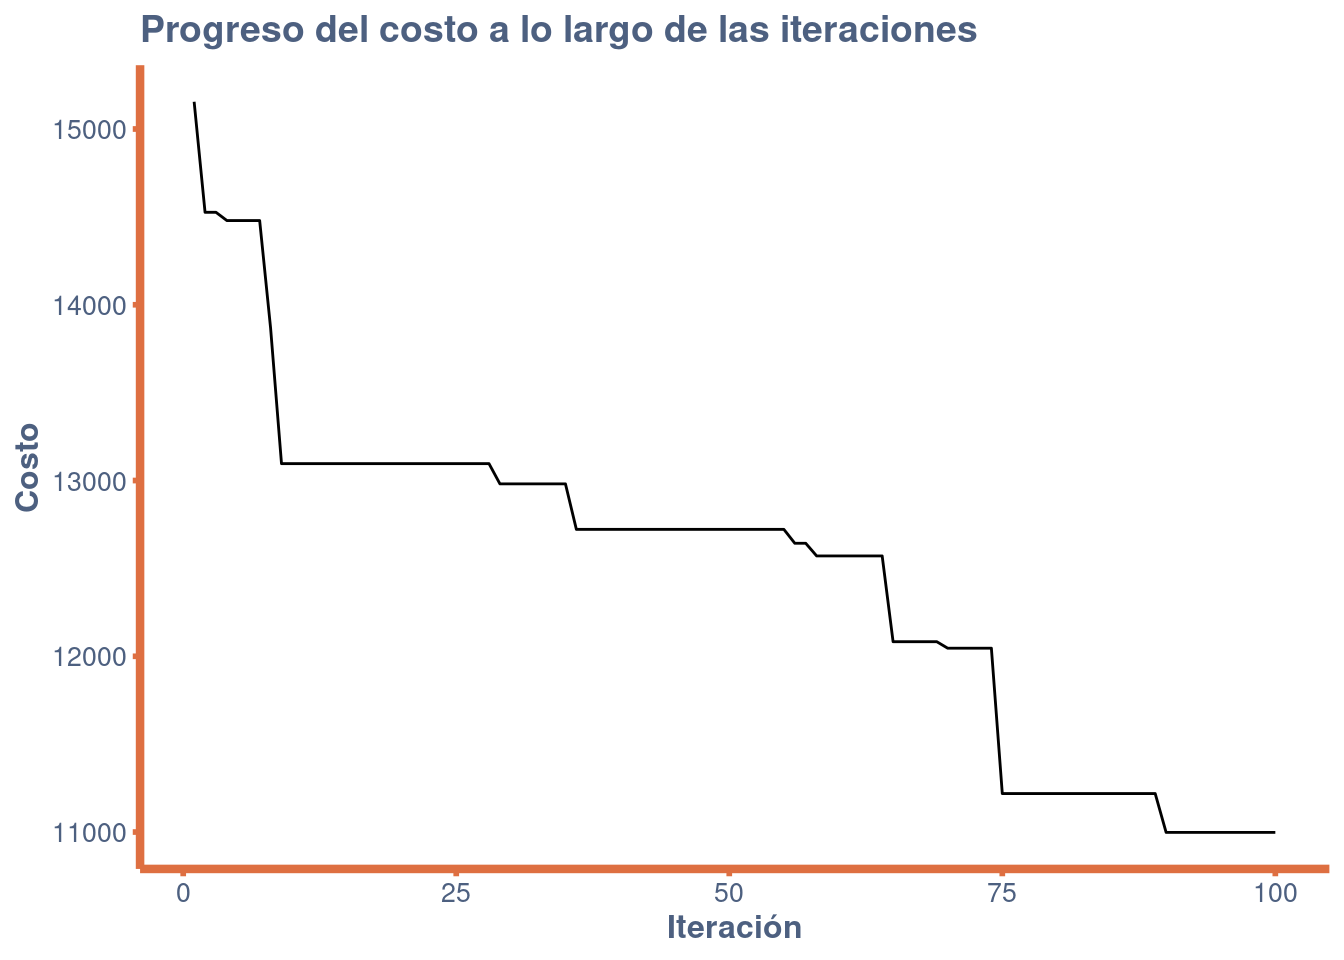 Progreso del costo a lo largo de las iteraciones
15000
14000
13000
12000
11000
Costo
0 25 50 75 100
Iteración